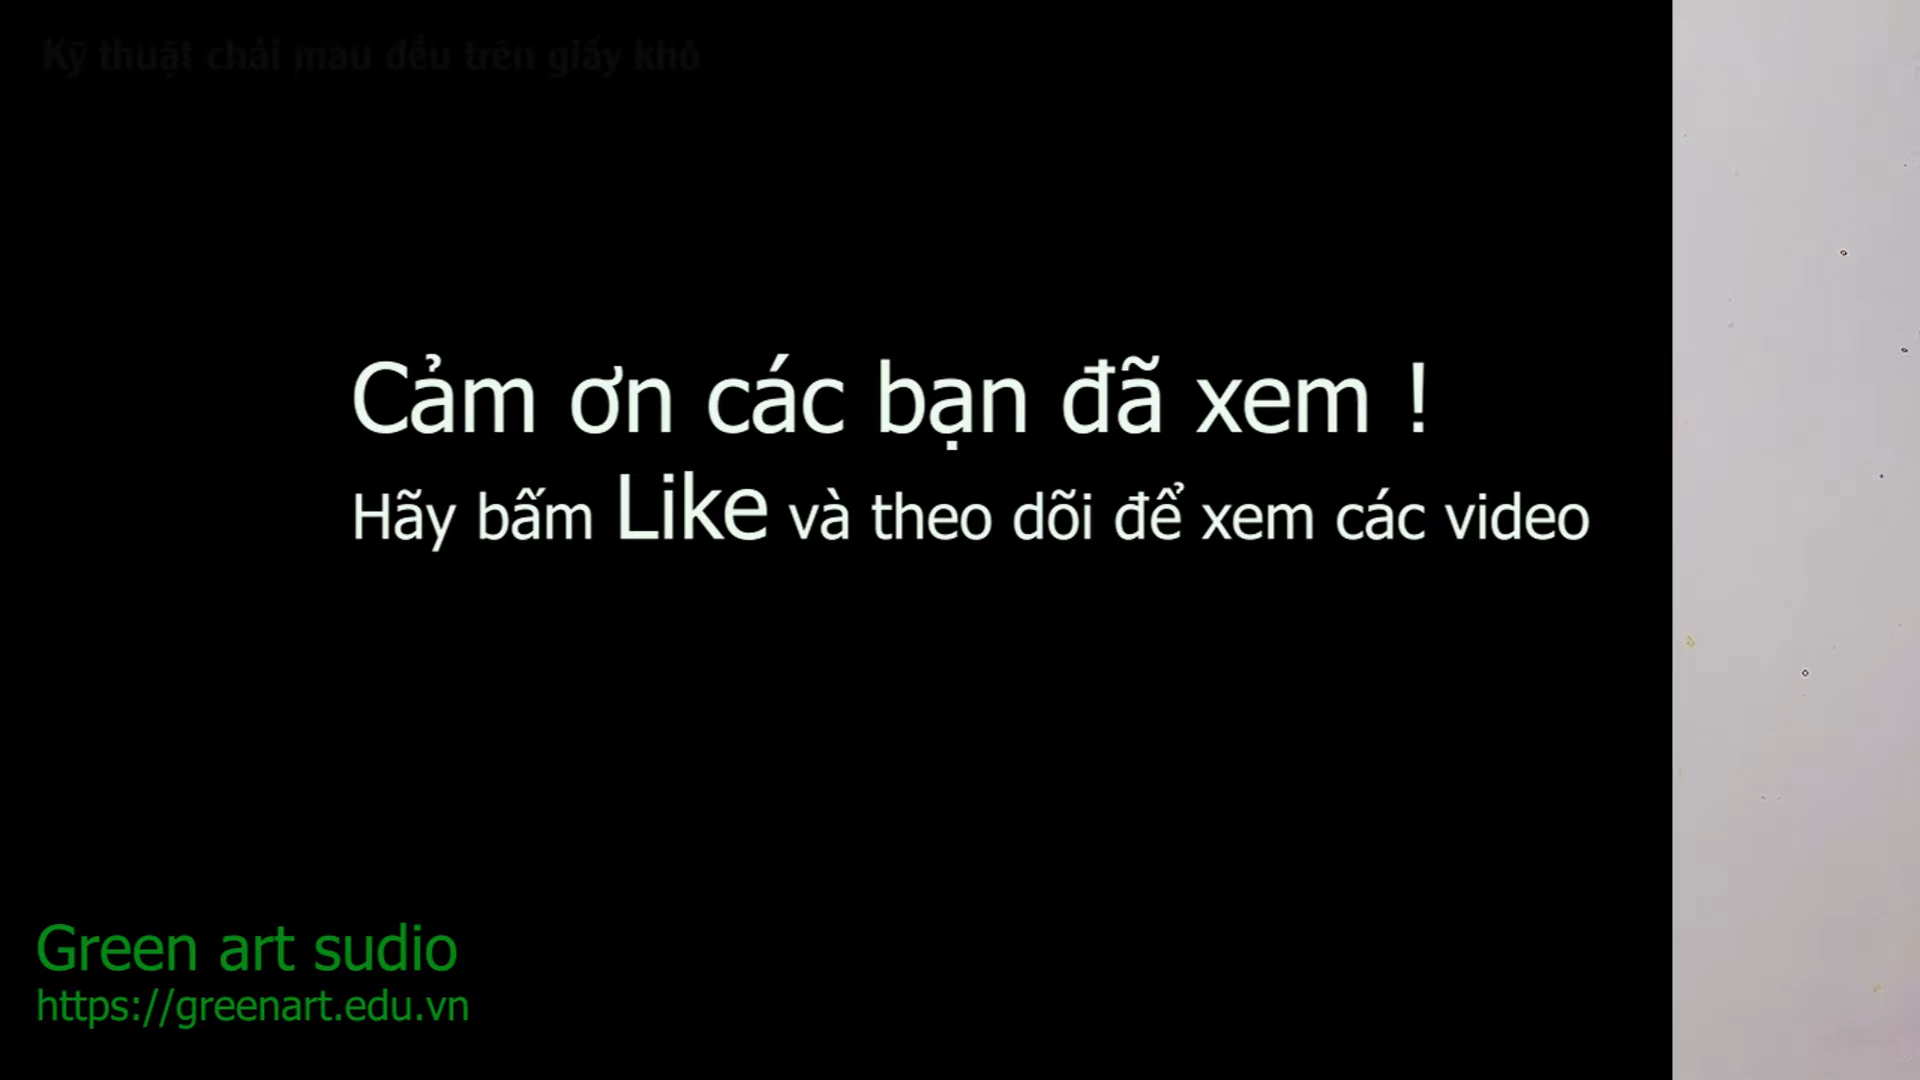 Kỹ thuật chải màu đều trên giấy khô
Cảm ơn các bạn đã xem !
Hãy bấm Like và theo dõi để xem các video
Green art sudio
https://greenart.edu.vn